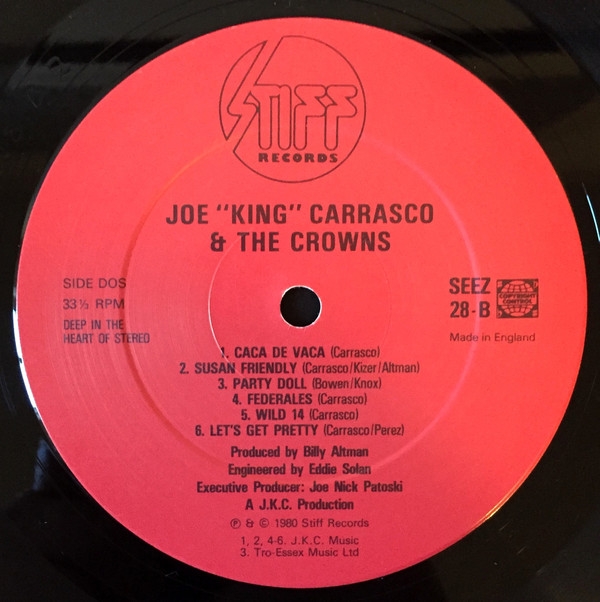 STIFF
RECORDS
JOE "KING" CARRASCO
& THE CROWNS
SIDE DOS
33⅓ RPM
DEEP IN THE
HEART OF STEREO
SEEZ
28-B
COPYRIGHT
CONTROL
Made in England
1. CACA DE VACA (Carrasco)
2. SUSAN FRIENDLY (Carrasco/Kizer/Altman)
3. PARTY DOLL (Bowen/Knox)
4. FEDERALES (Carrasco)
5. WILD 14 (Carrasco)
6. LET'S GET PRETTY (Carrasco/Perez)
Produced by Billy Altman
Engineered by Eddie Solan
Executive Producer: Joe Nick Patoski
A J.K.C. Production
℗ & © 1980 Stiff Records
1, 2, 4-6. J.K.C. Music
3. Tro-Essex Music Ltd